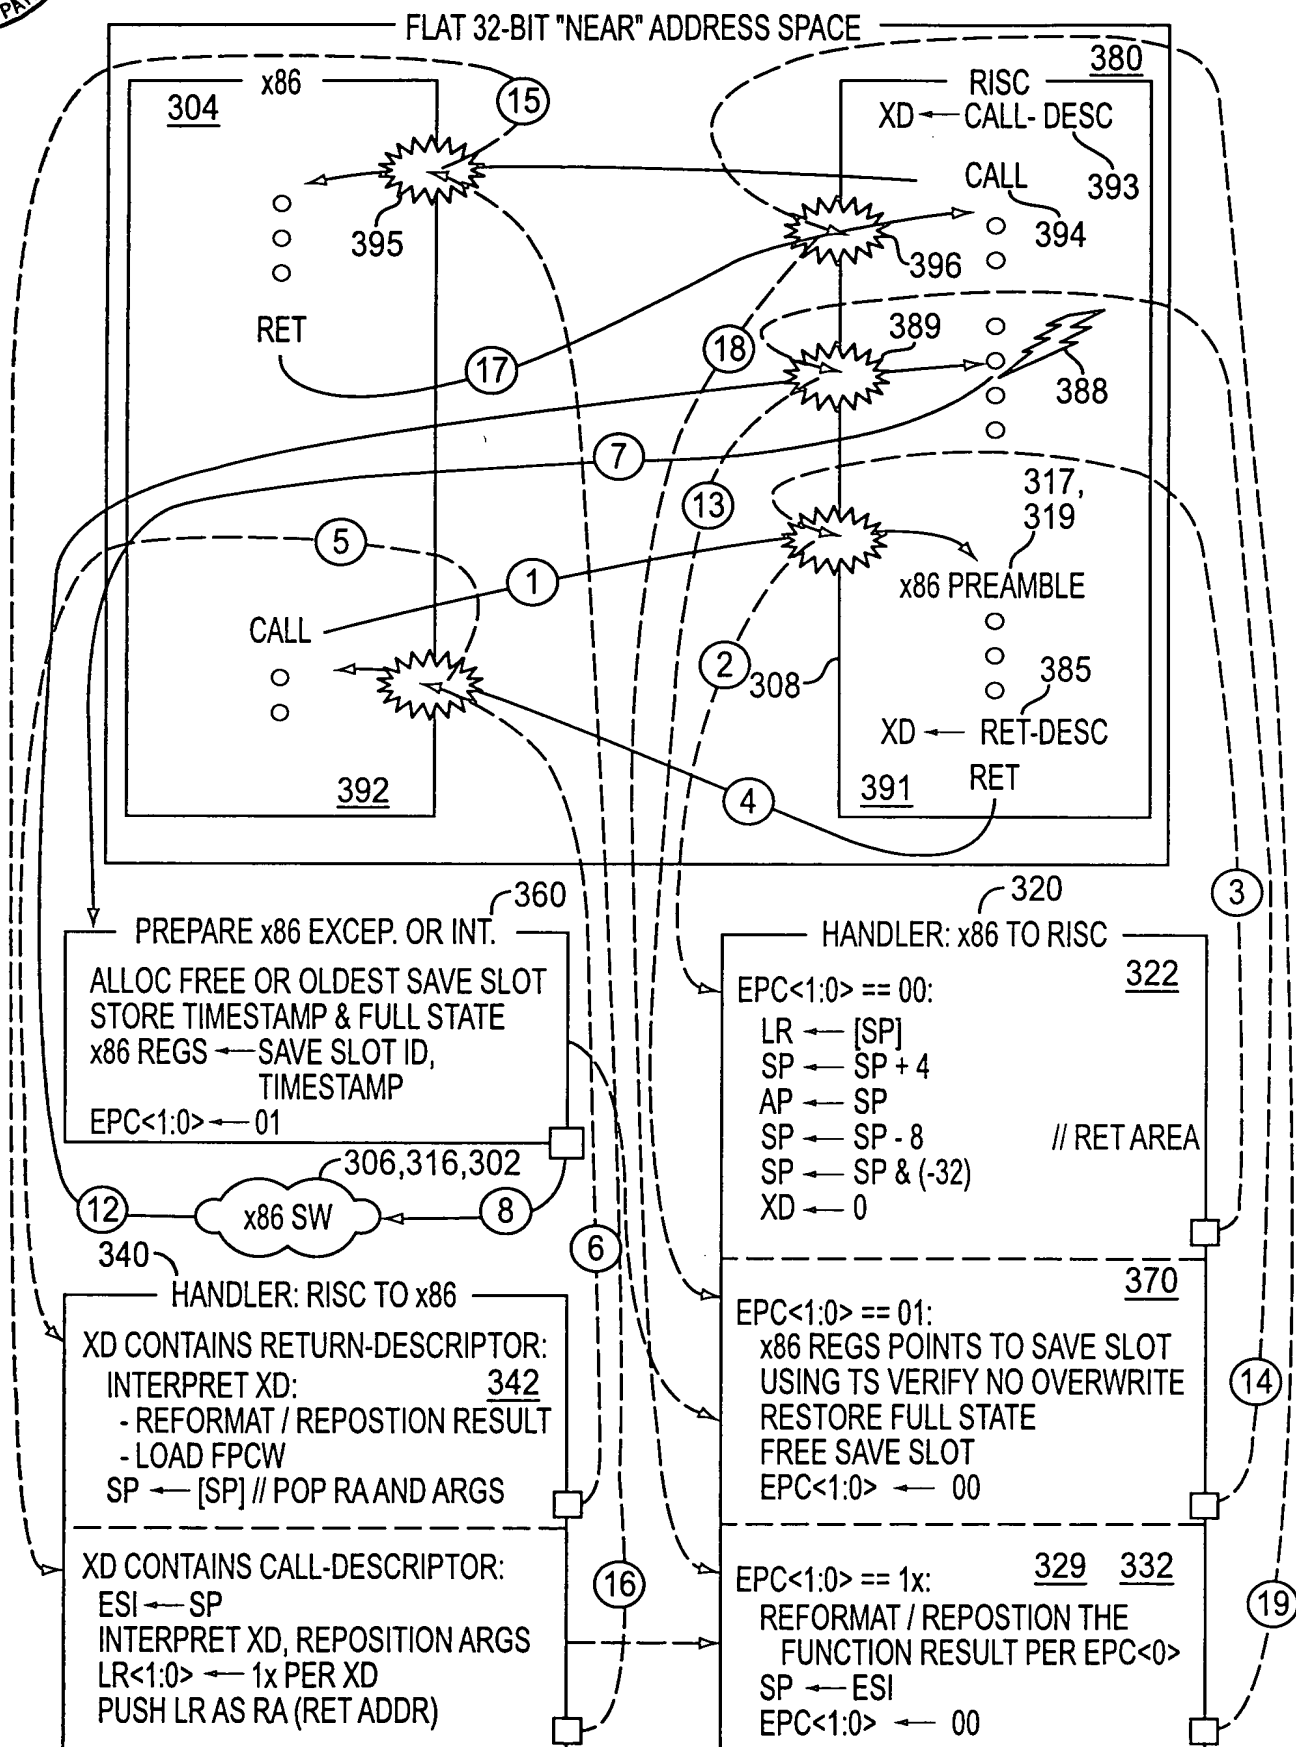 PA
FLAT 32-BIT "NEAR" ADDRESS SPACE
380
x86
304
15
RISC
XD ← CALL- DESC
393
CALL
394
395
396
RET
17
18
389
388
7
13
317,
319
5
1
x86 PREAMBLE
CALL
2
308
385
XD ← RET-DESC
RET
392
4
391
3
360
PREPARE x86 EXCEP. OR INT.
ALLOC FREE OR OLDEST SAVE SLOT
STORE TIMESTAMP & FULL STATE
x86 REGS ← SAVE SLOT ID,
TIMESTAMP
EPC<1:0> ← 01
306,316,302
12
x86 SW
8
6
320
HANDLER: x86 TO RISC
322
EPC<1:0> == 00:
LR ← [SP]
SP ← SP + 4
AP ← SP
SP ← SP - 8 // RET AREA
SP ← SP & (-32)
XD ← 0
370
EPC<1:0> == 01:
x86 REGS POINTS TO SAVE SLOT
USING TS VERIFY NO OVERWRITE
RESTORE FULL STATE
FREE SAVE SLOT
EPC<1:0> ← 00
14
340
HANDLER: RISC TO x86
XD CONTAINS RETURN-DESCRIPTOR:
INTERPRET XD: 342
- REFORMAT / REPOSTION RESULT
- LOAD FPCW
SP ← [SP] // POP RA AND ARGS
XD CONTAINS CALL-DESCRIPTOR:
ESI ← SP
INTERPRET XD, REPOSITION ARGS
LR<1:0> ← 1x PER XD
PUSH LR AS RA (RET ADDR)
16
EPC<1:0> == 1x: 329 332
REFORMAT / REPOSTION THE
FUNCTION RESULT PER EPC<0>
SP ← ESI
EPC<1:0> ← 00
19